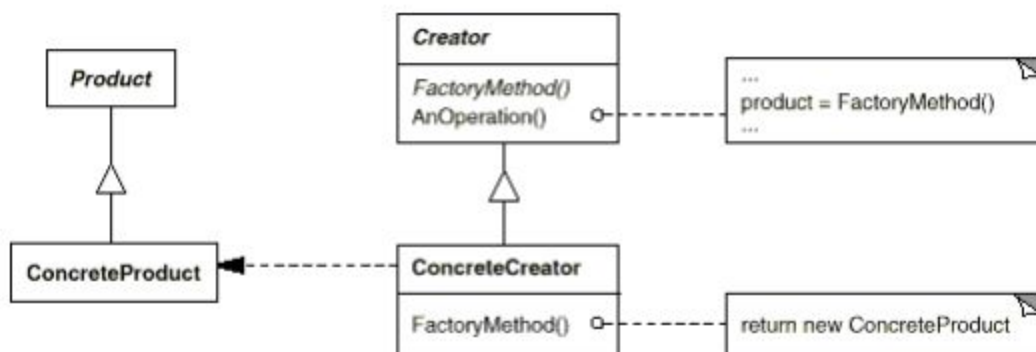 Product
ConcreteProduct
Creator
FactoryMethod()
AnOperation()
...
product = FactoryMethod()
...
ConcreteCreator
FactoryMethod()
return new ConcreteProduct